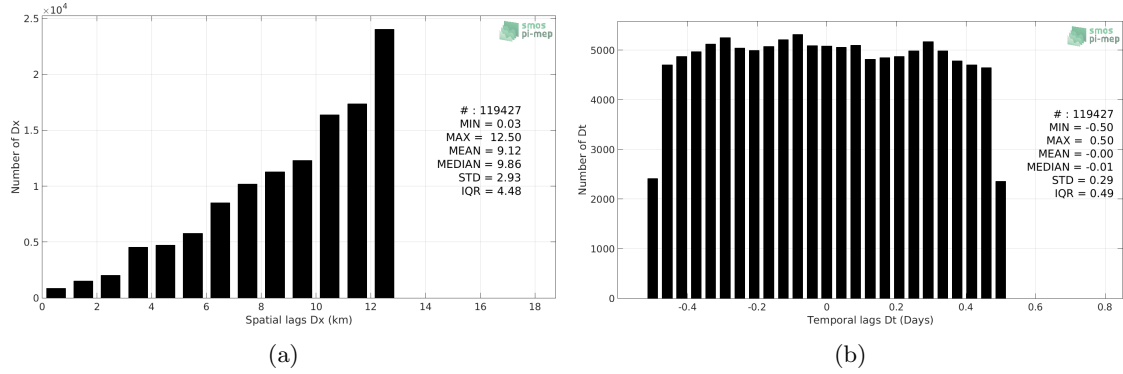 ×10⁴
2.5
2
1.5
1
0.5
0
0 2 4 6 8 10 12 14 16 18
Number of Dx
Spatial lags Dx (km)
smos
pi-mep
# : 119427
MIN = 0.03
MAX = 12.50
MEAN = 9.12
MEDIAN = 9.86
STD = 2.93
IQR = 4.48
(a)
5000
4000
3000
2000
1000
0
-0.4 -0.2 0 0.2 0.4 0.6 0.8
Number of Dt
Temporal lags Dt (Days)
smos
pi-mep
# : 119427
MIN = -0.50
MAX = 0.50
MEAN = -0.00
MEDIAN = -0.01
STD = 0.29
IQR = 0.49
(b)